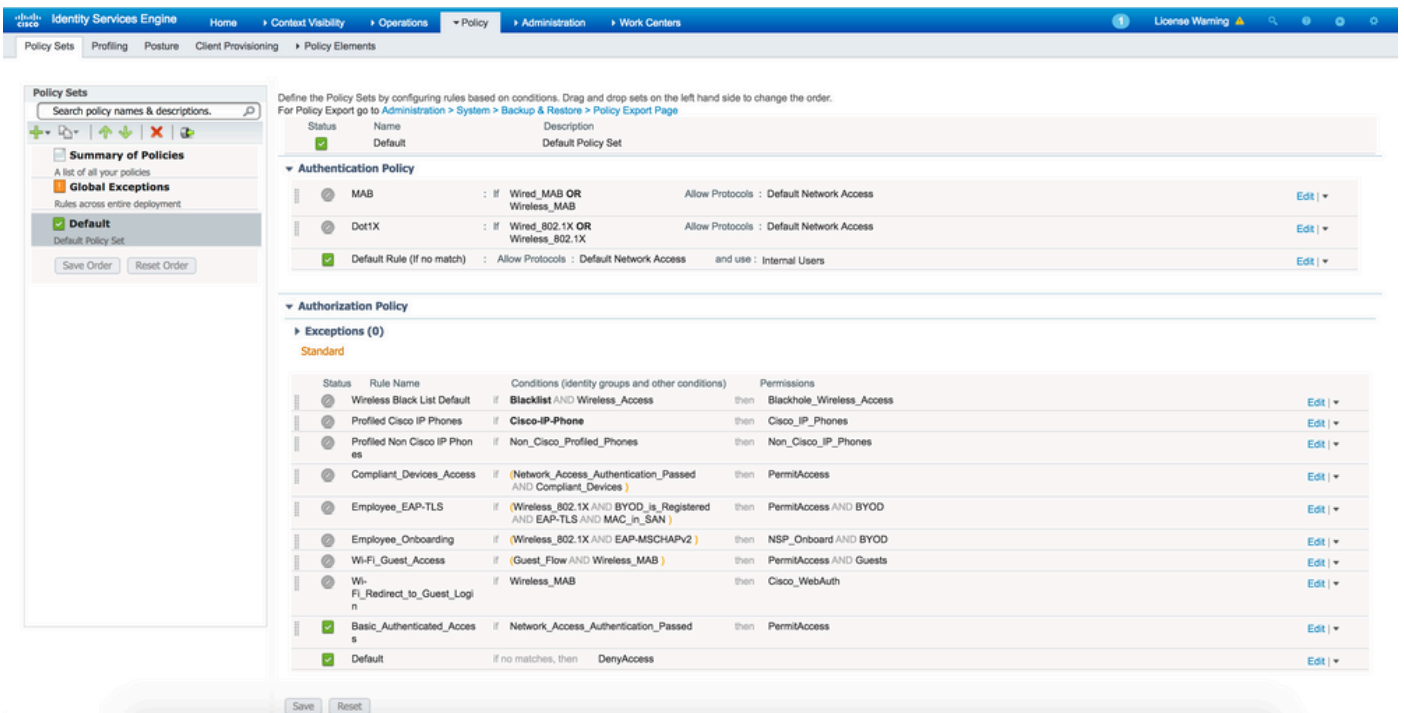 cisco Identity Services Engine Home Context Visibility Operations Policy Administration Work Centers 1 License Warning
Policy Sets Profiling Posture Client Provisioning Policy Elements
Policy Sets
Search policy names & descriptions.
Summary of Policies
A list of all your policies
Global Exceptions
Rules across entire deployment
Default
Default Policy Set
Save Order Reset Order
Define the Policy Sets by configuring rules based on conditions. Drag and drop sets on the left hand side to change the order.
For Policy Export go to Administration > System > Backup & Restore > Policy Export Page
Status Name Description
Default Default Policy Set
Authentication Policy
MAB : If Wired_MAB OR Allow Protocols : Default Network Access Edit |
Wireless_MAB
Dot1X : If Wired_802.1X OR Allow Protocols : Default Network Access Edit |
Wireless_802.1X
Default Rule (If no match) : Allow Protocols : Default Network Access and use : Internal Users Edit |
Authorization Policy
Exceptions (0)
Standard
Status Rule Name Conditions (identity groups and other conditions) Permissions
Wireless Black List Default if Blacklist AND Wireless_Access then Blackhole_Wireless_Access Edit |
Profiled Cisco IP Phones if Cisco-IP-Phone then Cisco_IP_Phones Edit |
Profiled Non Cisco IP Phon if Non_Cisco_Profiled_Phones then Non_Cisco_IP_Phones Edit |
es
Compliant_Devices_Access if (Network_Access_Authentication_Passed then PermitAccess Edit |
AND Compliant_Devices )
Employee_EAP-TLS if (Wireless_802.1X AND BYOD_is_Registered then PermitAccess AND BYOD Edit |
AND EAP-TLS AND MAC_in_SAN )
Employee_Onboarding if (Wireless_802.1X AND EAP-MSCHAPv2 ) then NSP_Onboard AND BYOD Edit |
Wi-Fi_Guest_Access if (Guest_Flow AND Wireless_MAB ) then PermitAccess AND Guests Edit |
Wi- if Wireless_MAB then Cisco_WebAuth Edit |
Fi_Redirect_to_Guest_Logi
n
Basic_Authenticated_Acces if Network_Access_Authentication_Passed then PermitAccess Edit |
s
Default if no matches, then DenyAccess Edit |
Save Reset